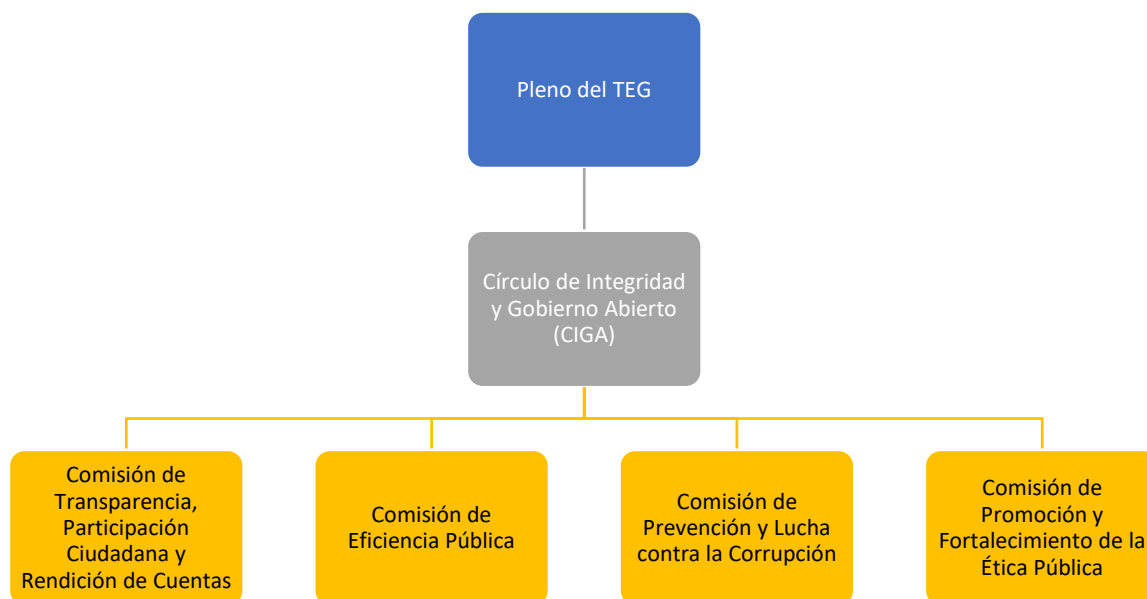 Pleno del TEG
Círculo de Integridad
y Gobierno Abierto
(CIGA)
Comisión de
Transparencia,
Participación
Ciudadana y
Rendición de Cuentas
Comisión de
Eficiencia Pública
Comisión de
Prevención y Lucha
contra la Corrupción
Comisión de
Promoción y
Fortalecimiento de la
Ética Pública